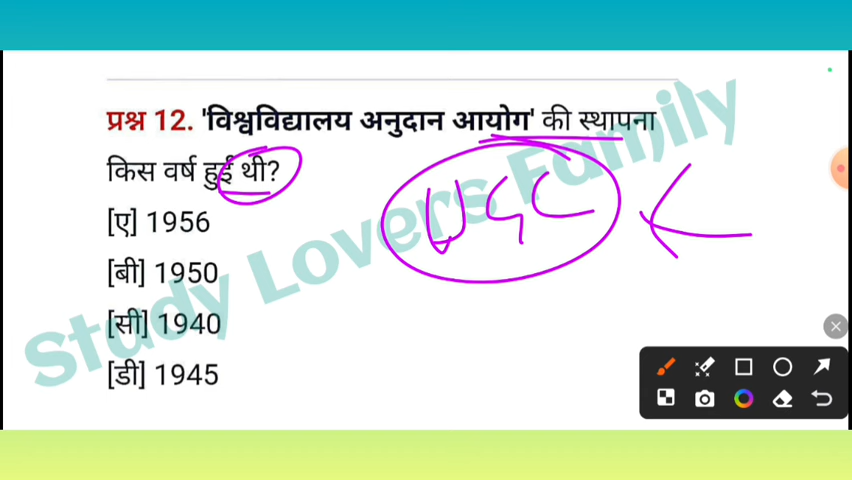 प्रश्न 12. 'विश्वविद्यालय अनुदान आयोग' की स्थापना
किस वर्ष हुई थी?
UGC
[ए] 1956
[बी] 1950
[सी] 1940
[डी] 1945
Study Lovers Family